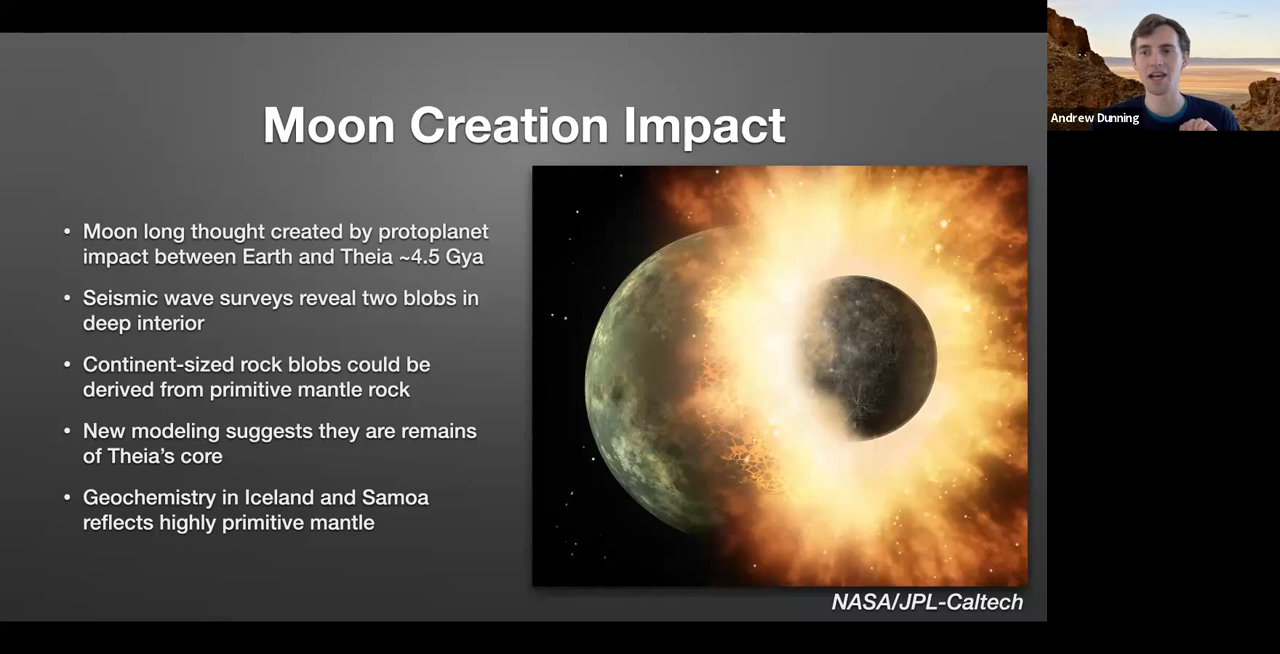 Moon Creation Impact
• Moon long thought created by protoplanet
impact between Earth and Theia ~4.5 Gya
• Seismic wave surveys reveal two blobs in
deep interior
• Continent-sized rock blobs could be
derived from primitive mantle rock
• New modeling suggests they are remains
of Theia’s core
• Geochemistry in Iceland and Samoa
reflects highly primitive mantle
NASA/JPL-Caltech
Andrew Dunning